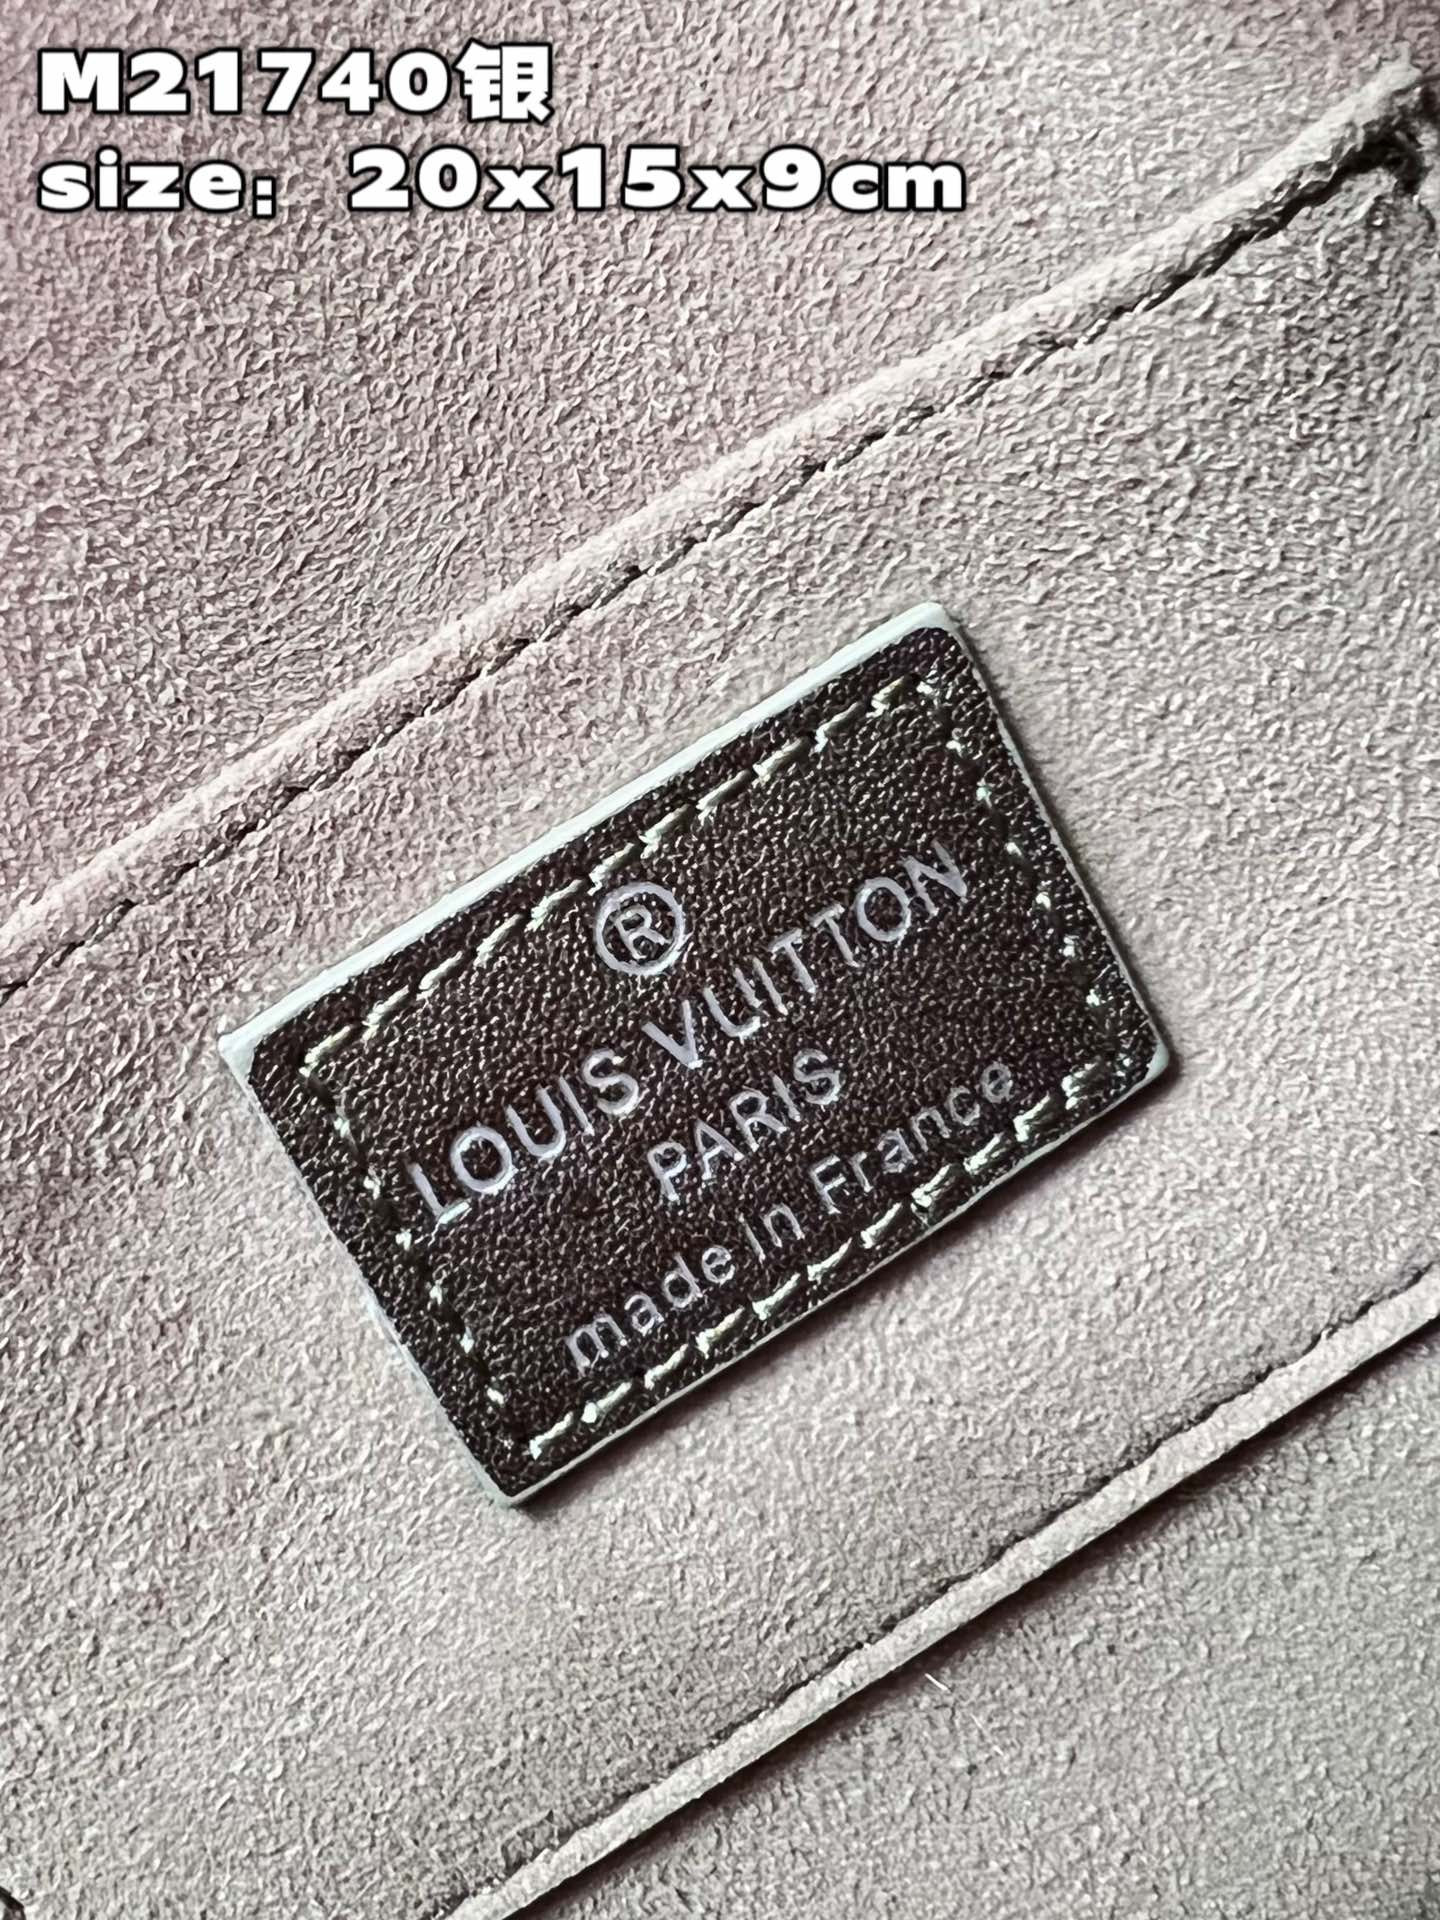 M21740银
size：20x15x9cm
®
LOUIS VUITTON
PARIS
made in France